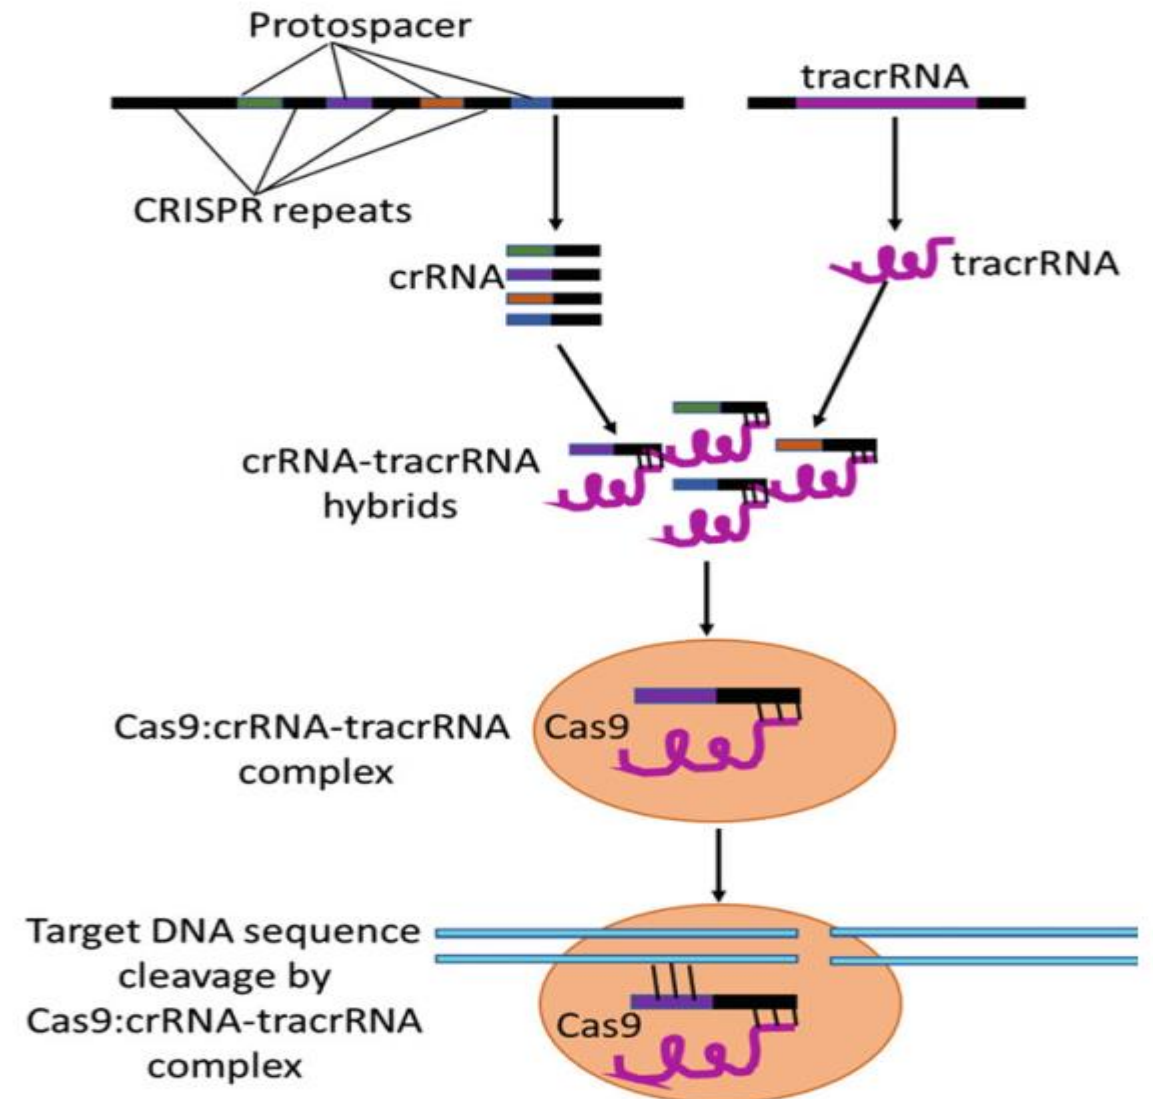 Protospacer
tracrRNA
CRISPR repeats
crRNA
tracrRNA
crRNA-tracrRNA
hybrids
Cas9:crRNA-tracrRNA
complex
Cas9
Target DNA sequence
cleavage by
Cas9:crRNA-tracrRNA
complex
Cas9